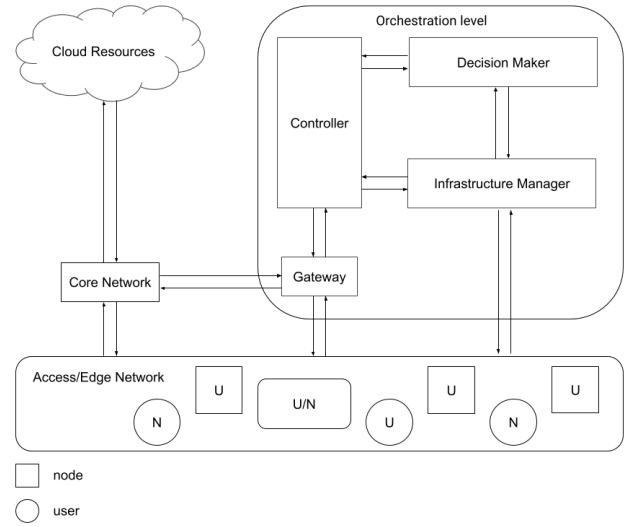 Orchestration level
Cloud Resources
Decision Maker
Controller
Infrastructure Manager
Core Network
Gateway
Access/Edge Network
U
U
U
U/N
N
U
N
node
user